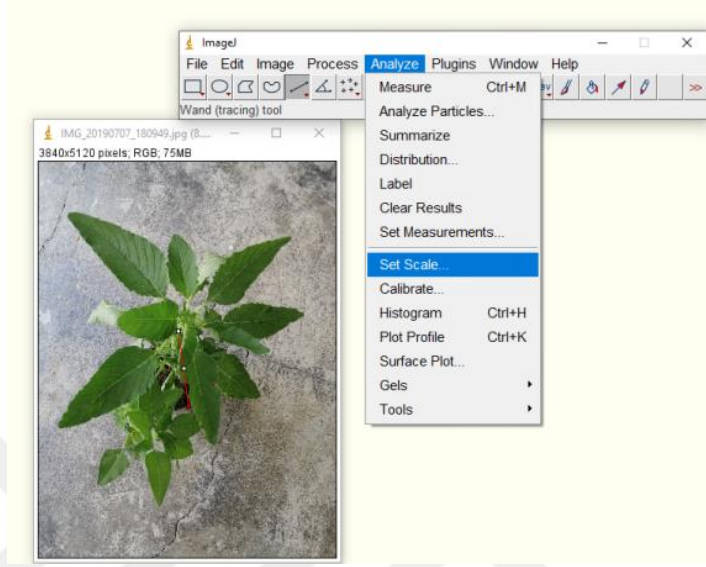 ImageJ
File Edit Image Process Analyze Plugins Window Help
Wand (tracing) tool
Measure Ctrl+M
Analyze Particles...
Summarize
Distribution...
Label
Clear Results
Set Measurements...
Set Scale...
Calibrate...
Histogram Ctrl+H
Plot Profile Ctrl+K
Surface Plot...
Gels
Tools
IMG_20190707_180949.jpg (8....
3840x5120 pixels; RGB; 75MB